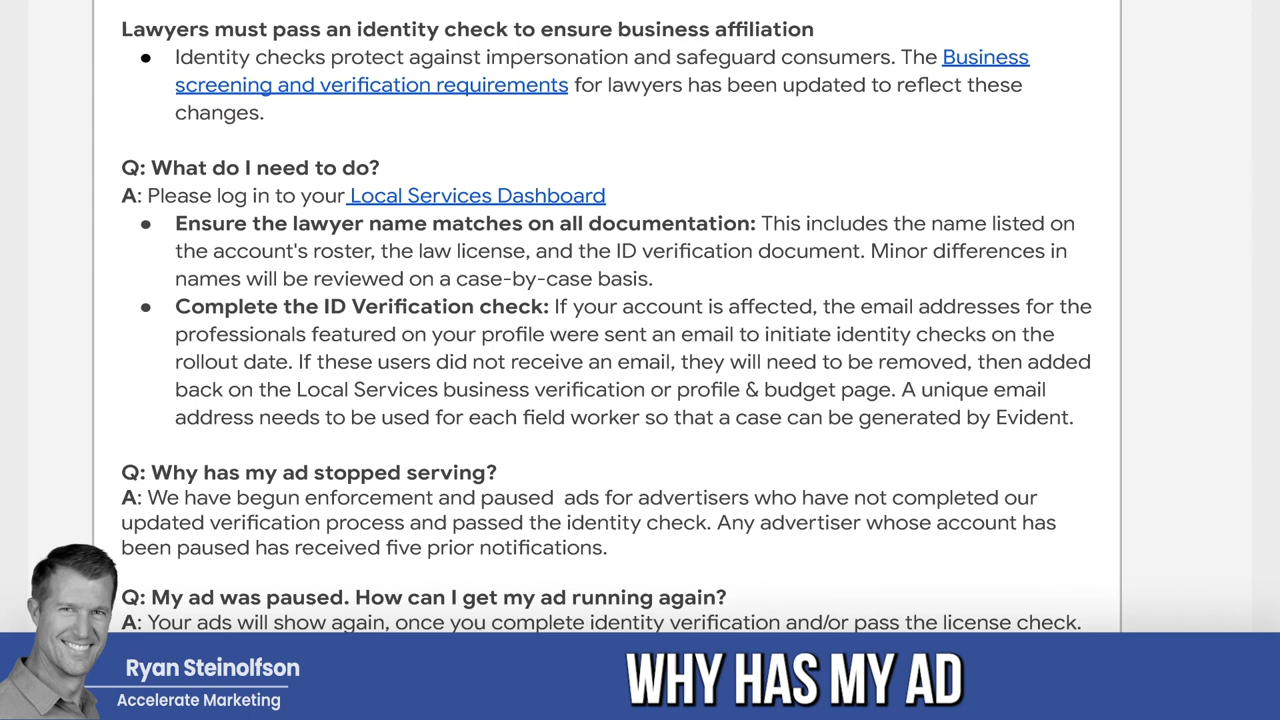 Lawyers must pass an identity check to ensure business affiliation
● Identity checks protect against impersonation and safeguard consumers. The Business
screening and verification requirements for lawyers has been updated to reflect these
changes.
Q: What do I need to do?
A: Please log in to your Local Services Dashboard
● Ensure the lawyer name matches on all documentation: This includes the name listed on
the account's roster, the law license, and the ID verification document. Minor differences in
names will be reviewed on a case-by-case basis.
● Complete the ID Verification check: If your account is affected, the email addresses for the
professionals featured on your profile were sent an email to initiate identity checks on the
rollout date. If these users did not receive an email, they will need to be removed, then added
back on the Local Services business verification or profile & budget page. A unique email
address needs to be used for each field worker so that a case can be generated by Evident.
Q: Why has my ad stopped serving?
A: We have begun enforcement and paused ads for advertisers who have not completed our
updated verification process and passed the identity check. Any advertiser whose account has
been paused has received five prior notifications.
Q: My ad was paused. How can I get my ad running again?
A: Your ads will show again, once you complete identity verification and/or pass the license check.
Ryan Steinolfson
Accelerate Marketing
WHY HAS MY AD